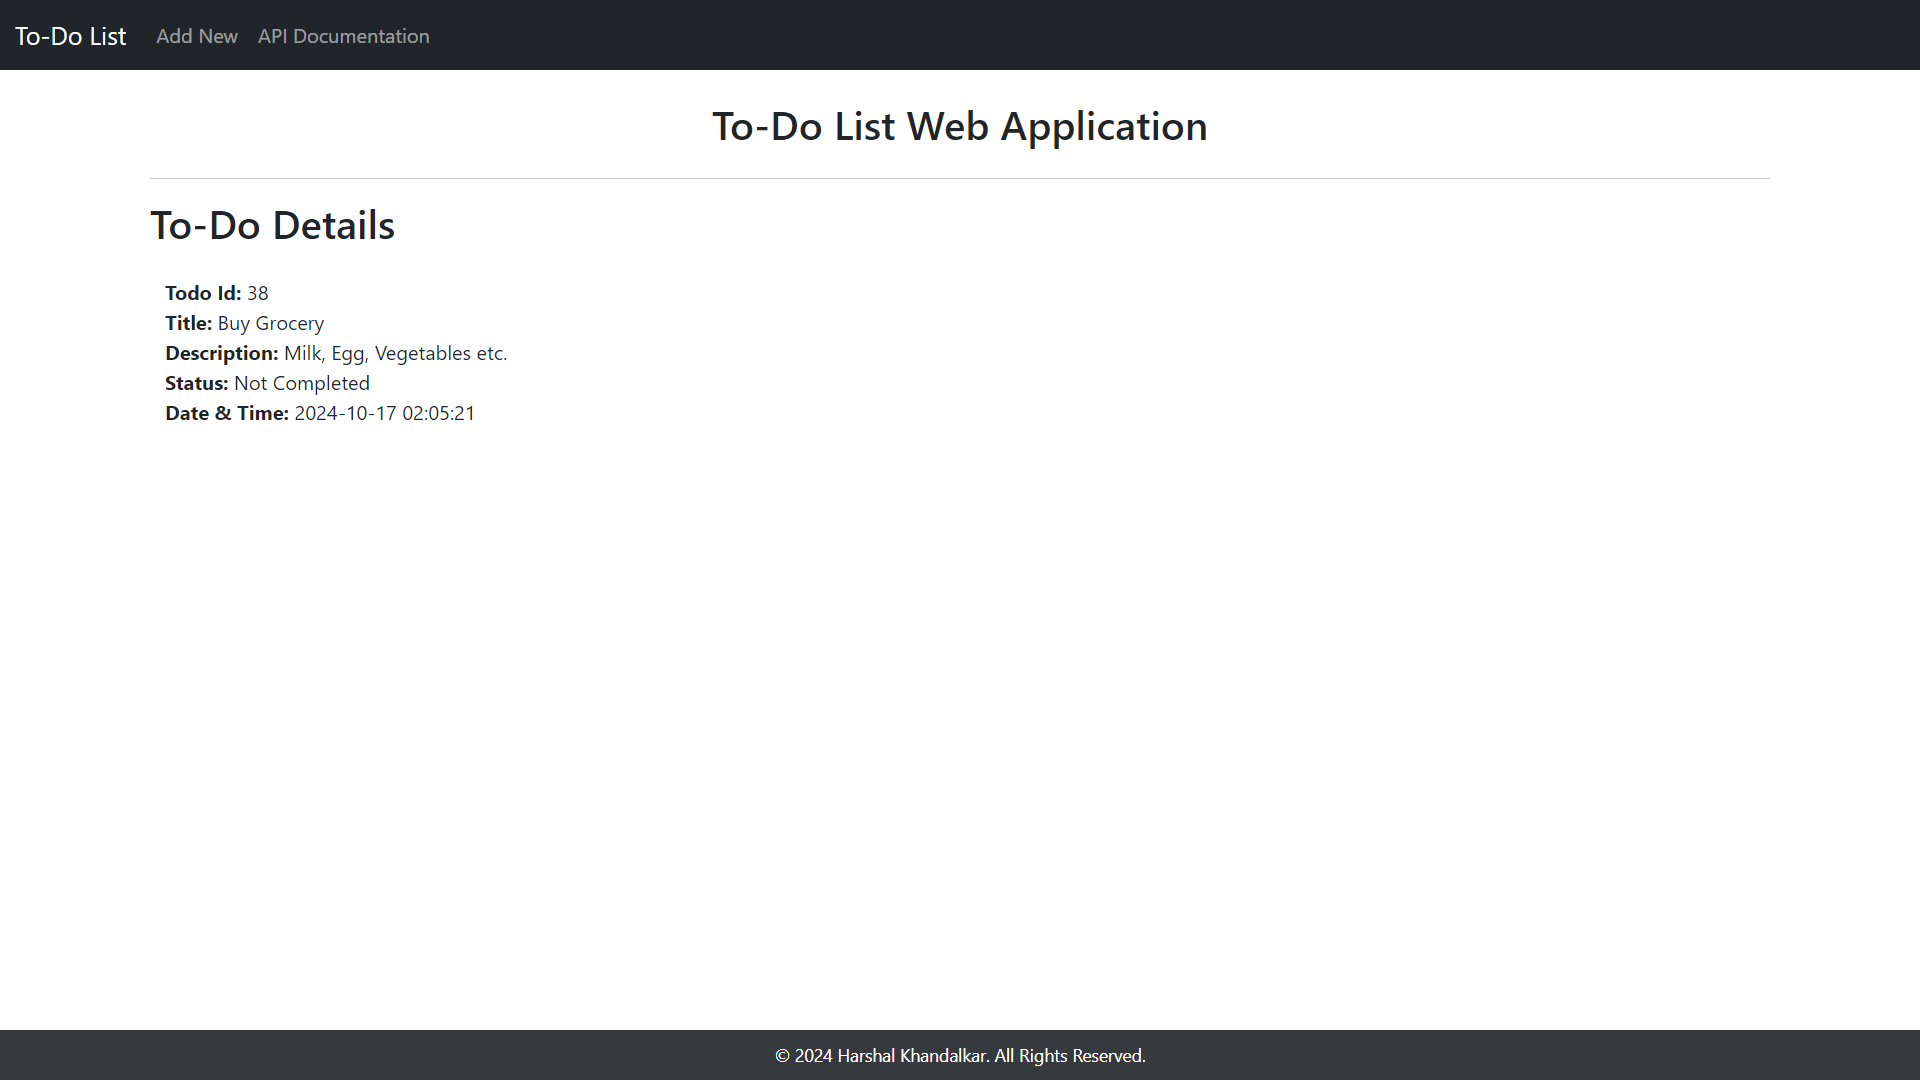 To-Do List Add New API Documentation
To-Do List Web Application
To-Do Details
Todo Id: 38
Title: Buy Grocery
Description: Milk, Egg, Vegetables etc.
Status: Not Completed
Date & Time: 2024-10-17 02:05:21
© 2024 Harshal Khandalkar. All Rights Reserved.